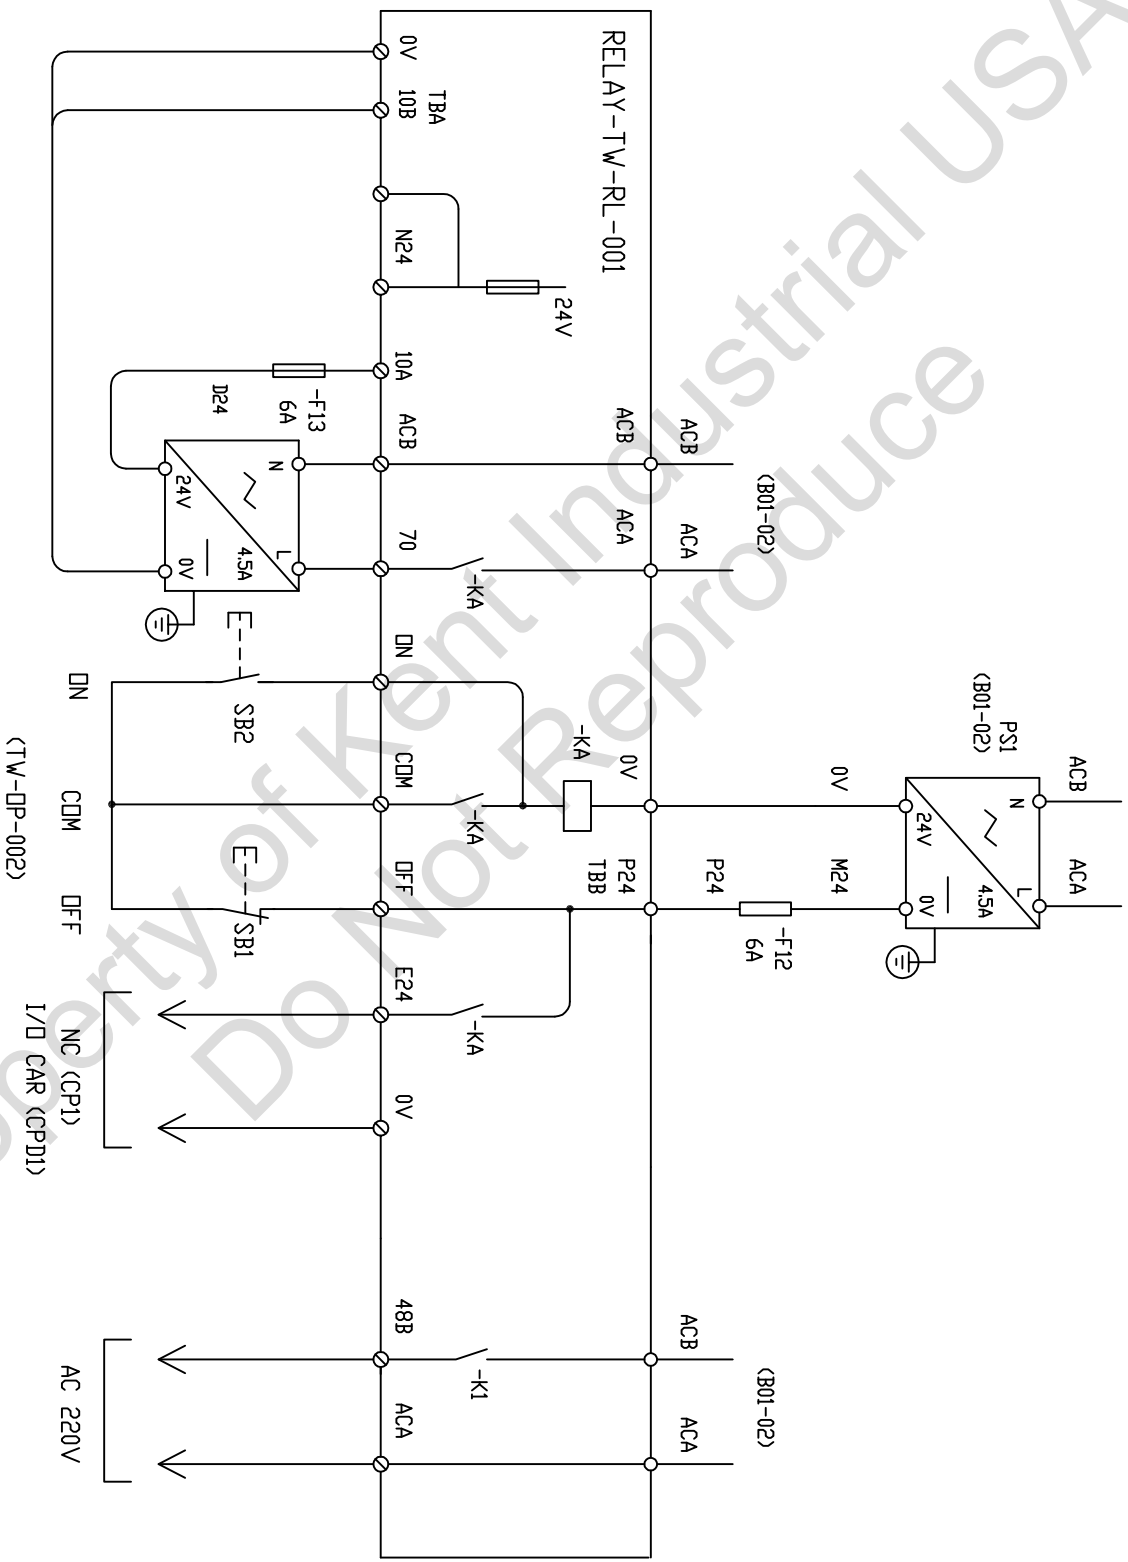 RELAY-TW-RL-001
0V
TBA
10B
N24
24V
10A
-F13
6A
D24
ACB
ACB
ACB
(B01-02)
70
ACA
ACA
-KA
N
L
24V
0V
4.5A
ON
SB2
ON
COM
-KA
-KA
0V
0V
OFF
SB1
COM
OFF
(TW-OP-002)
P24
TBB
P24
-F12
6A
M24
PS1
(B01-02)
ACB
ACA
N
L
24V
0V
4.5A
E24
-KA
0V
NC (CP1)
I/O CAR (CPD1)
48B
-K1
ACB
ACA
ACA
(B01-02)
AC 220V
operty of Kent Industrial USA
Do Not Reproduce